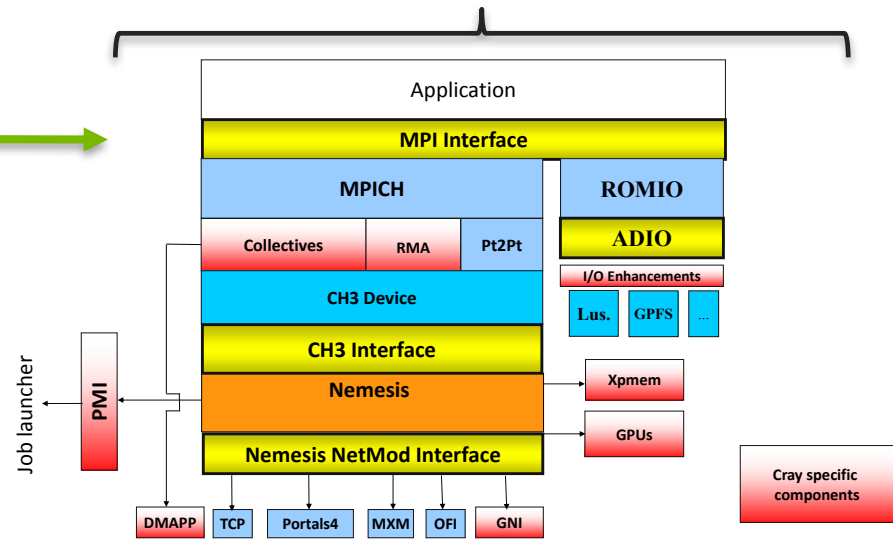 Application
MPI Interface
MPICH
ROMIO
Collectives
RMA
Pt2Pt
ADIO
I/O Enhancements
CH3 Device
Lus.
GPFS
...
CH3 Interface
Xpmem
Nemesis
PMI
Job launcher
GPUs
Nemesis NetMod Interface
Cray specific
components
DMAPP
TCP
Portals4
MXM
OFI
GNI